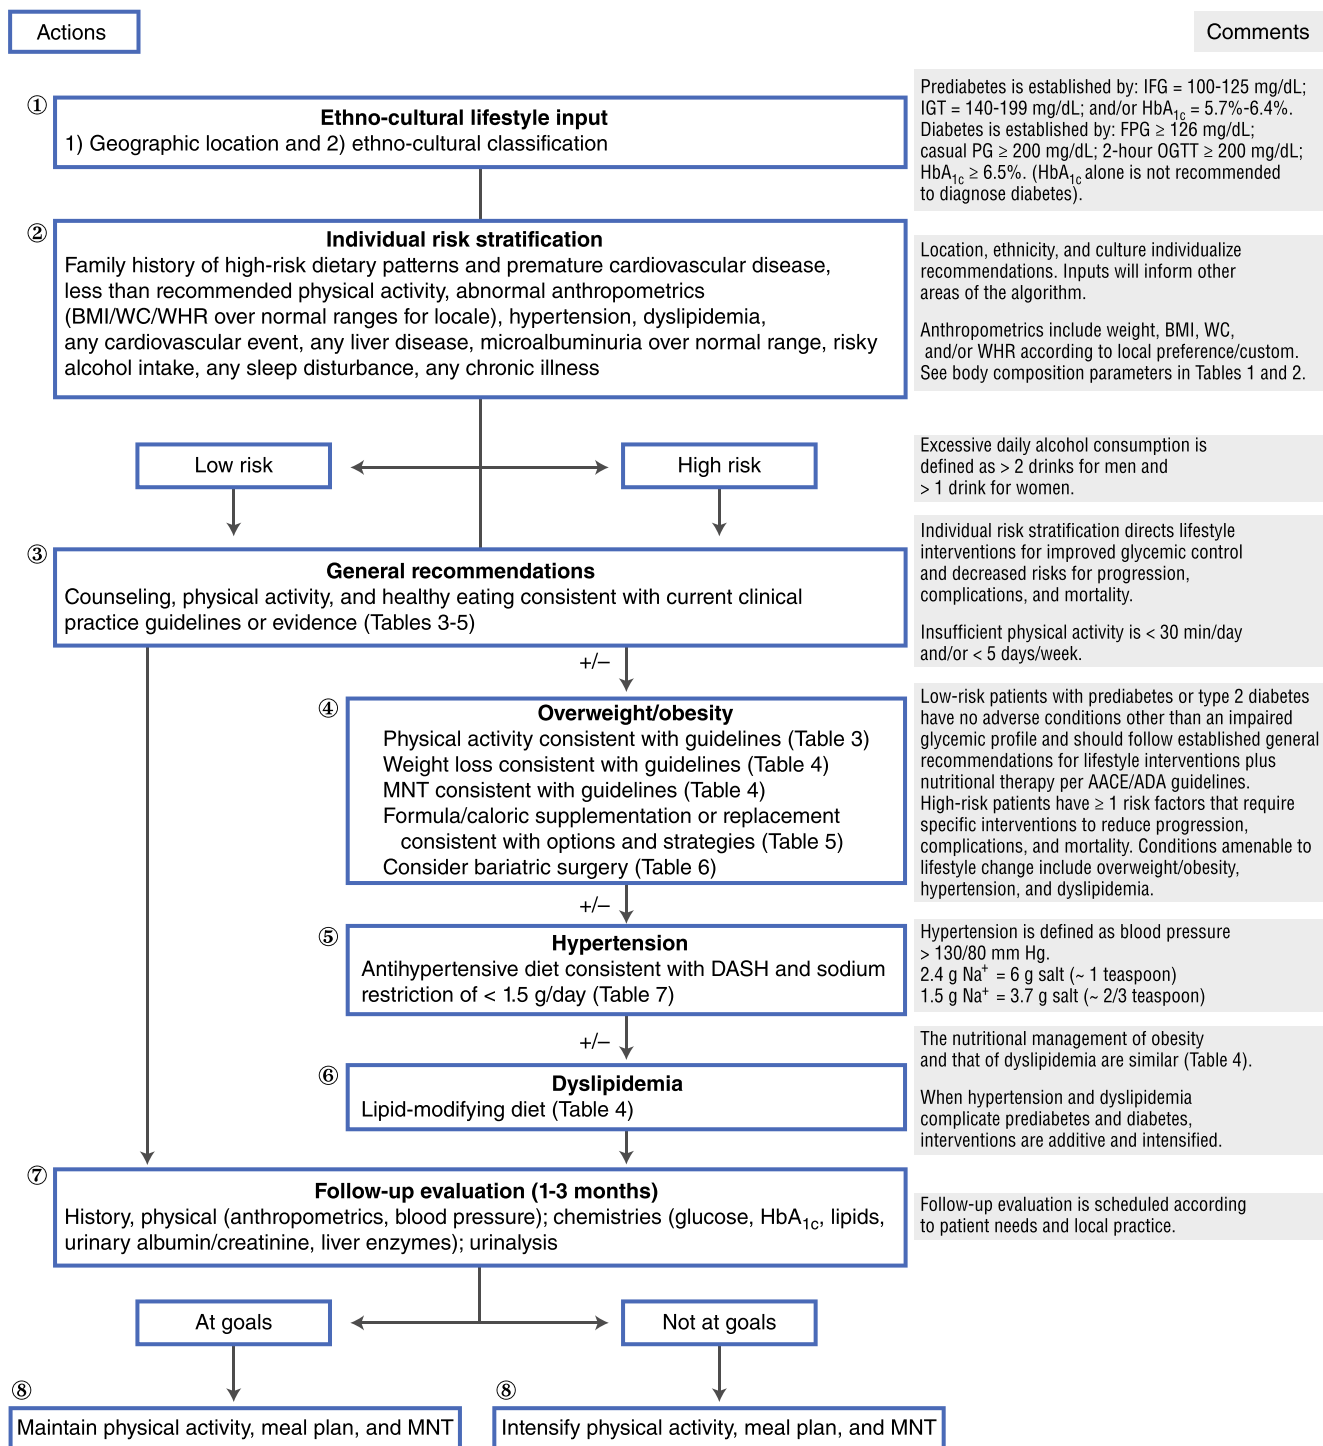 Actions
Comments
①
Ethno-cultural lifestyle input
1) Geographic location and 2) ethno-cultural classification
Prediabetes is established by: IFG = 100-125 mg/dL;
IGT = 140-199 mg/dL; and/or HbA1c = 5.7%-6.4%.
Diabetes is established by: FPG ≥ 126 mg/dL;
casual PG ≥ 200 mg/dL; 2-hour OGTT ≥ 200 mg/dL;
HbA1c ≥ 6.5%. (HbA1c alone is not recommended
to diagnose diabetes).
②
Individual risk stratification
Family history of high-risk dietary patterns and premature cardiovascular disease,
less than recommended physical activity, abnormal anthropometrics
(BMI/WC/WHR over normal ranges for locale), hypertension, dyslipidemia,
any cardiovascular event, any liver disease, microalbuminuria over normal range, risky
alcohol intake, any sleep disturbance, any chronic illness
Location, ethnicity, and culture individualize
recommendations. Inputs will inform other
areas of the algorithm.
Anthropometrics include weight, BMI, WC,
and/or WHR according to local preference/custom.
See body composition parameters in Tables 1 and 2.
Low risk
High risk
Excessive daily alcohol consumption is
defined as > 2 drinks for men and
> 1 drink for women.
③
General recommendations
Counseling, physical activity, and healthy eating consistent with current clinical
practice guidelines or evidence (Tables 3-5)
Individual risk stratification directs lifestyle
interventions for improved glycemic control
and decreased risks for progression,
complications, and mortality.
Insufficient physical activity is < 30 min/day
and/or < 5 days/week.
+/–
④
Overweight/obesity
Physical activity consistent with guidelines (Table 3)
Weight loss consistent with guidelines (Table 4)
MNT consistent with guidelines (Table 4)
Formula/caloric supplementation or replacement
consistent with options and strategies (Table 5)
Consider bariatric surgery (Table 6)
Low-risk patients with prediabetes or type 2 diabetes
have no adverse conditions other than an impaired
glycemic profile and should follow established general
recommendations for lifestyle interventions plus
nutritional therapy per AACE/ADA guidelines.
High-risk patients have ≥ 1 risk factors that require
specific interventions to reduce progression,
complications, and mortality. Conditions amenable to
lifestyle change include overweight/obesity,
hypertension, and dyslipidemia.
+/–
⑤
Hypertension
Antihypertensive diet consistent with DASH and sodium
restriction of < 1.5 g/day (Table 7)
Hypertension is defined as blood pressure
> 130/80 mm Hg.
2.4 g Na+ = 6 g salt (~ 1 teaspoon)
1.5 g Na+ = 3.7 g salt (~ 2/3 teaspoon)
+/–
⑥
Dyslipidemia
Lipid-modifying diet (Table 4)
The nutritional management of obesity
and that of dyslipidemia are similar (Table 4).
When hypertension and dyslipidemia
complicate prediabetes and diabetes,
interventions are additive and intensified.
⑦
Follow-up evaluation (1-3 months)
History, physical (anthropometrics, blood pressure); chemistries (glucose, HbA1c, lipids,
urinary albumin/creatinine, liver enzymes); urinalysis
Follow-up evaluation is scheduled according
to patient needs and local practice.
At goals
Not at goals
⑧
Maintain physical activity, meal plan, and MNT
⑧
Intensify physical activity, meal plan, and MNT